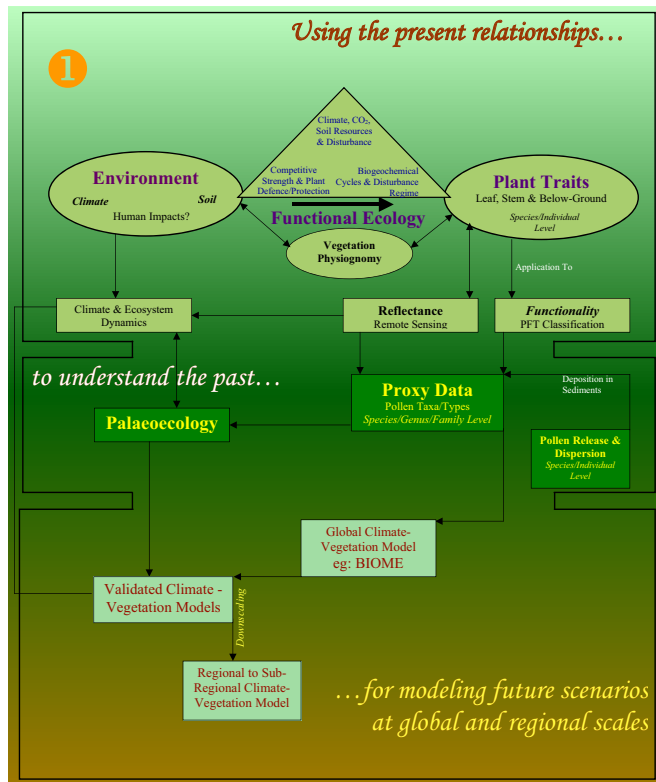 Using the present relationships…
1
Climate, CO2,
Soil Resources
& Disturbance
Competitive
Strength & Plant
Defence/Protection
Biogeochemical
Cycles & Disturbance
Regime
Functional Ecology
Environment
Climate
Soil
Human Impacts?
Plant Traits
Leaf, Stem & Below-Ground
Species/Individual
Level
Vegetation
Physiognomy
Application To
Climate & Ecosystem
Dynamics
Reflectance
Remote Sensing
Functionality
PFT Classification
to understand the past…
Deposition in
Sediments
Proxy Data
Pollen Taxa/Types
Species/Genus/Family Level
Palaeoecology
Pollen Release &
Dispersion
Species/Individual
Level
Global Climate-
Vegetation Model
eg: BIOME
Validated Climate -
Vegetation Models
Downscaling
Regional to Sub-
Regional Climate-
Vegetation Model
…for modeling future scenarios
at global and regional scales